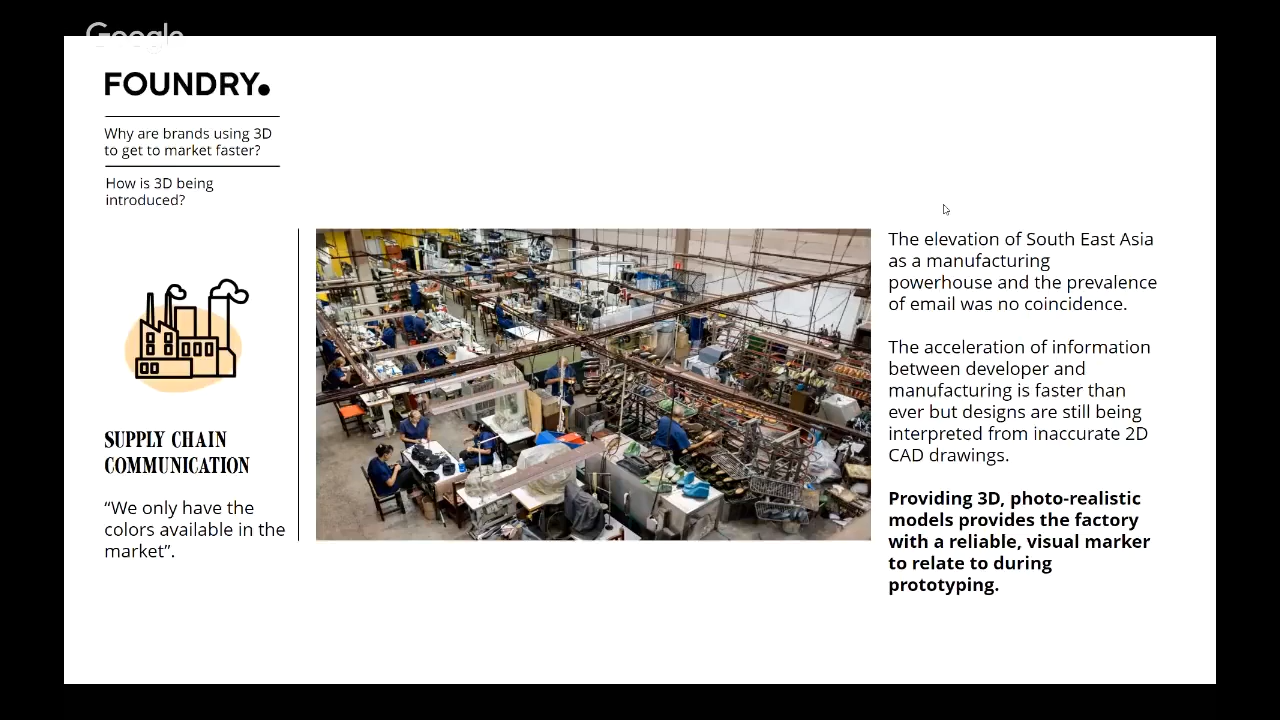 Google
FOUNDRY.
Why are brands using 3D
to get to market faster?
How is 3D being
introduced?
SUPPLY CHAIN
COMMUNICATION
“We only have the
colors available in the
market”.
The elevation of South East Asia
as a manufacturing
powerhouse and the prevalence
of email was no coincidence.
The acceleration of information
between developer and
manufacturing is faster than
ever but designs are still being
interpreted from inaccurate 2D
CAD drawings.
Providing 3D, photo-realistic
models provides the factory
with a reliable, visual marker
to relate to during
prototyping.